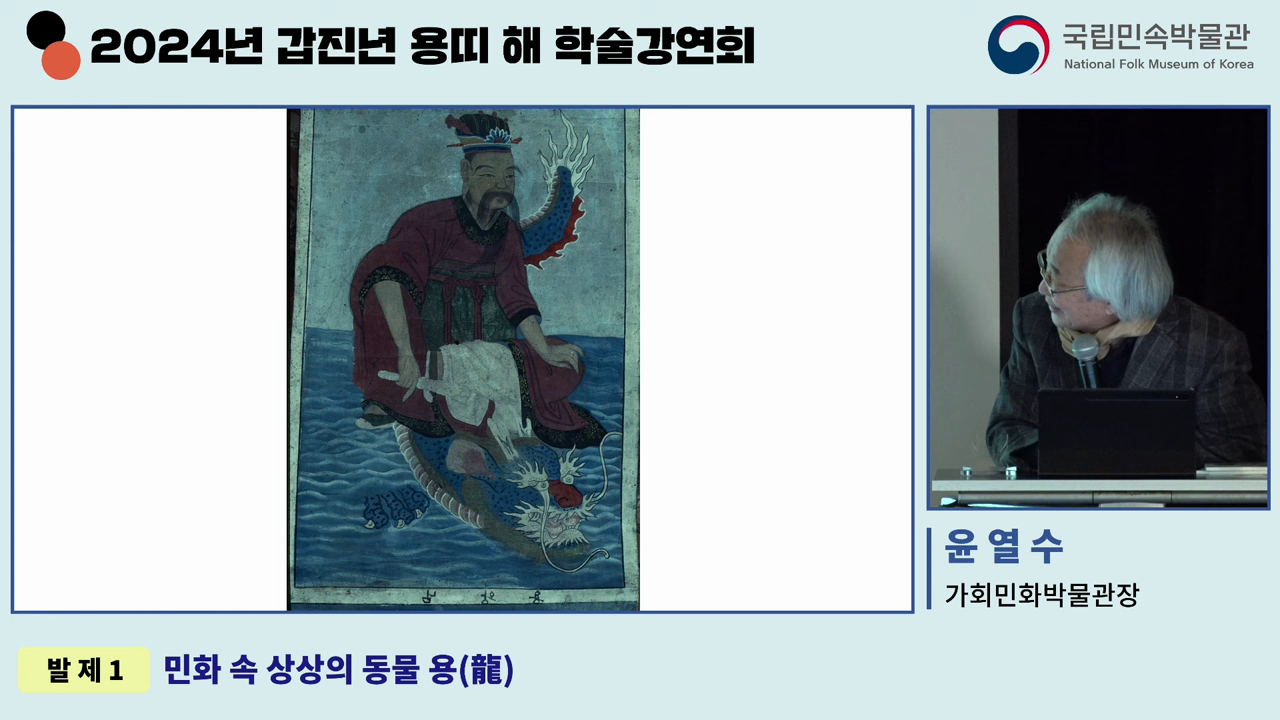 2024년 갑진년 용띠 해 학술강연회
국립민속박물관
National Folk Museum of Korea
윤열수
가회민화박물관장
발제 1
민화 속 상상의 동물 용(龍)